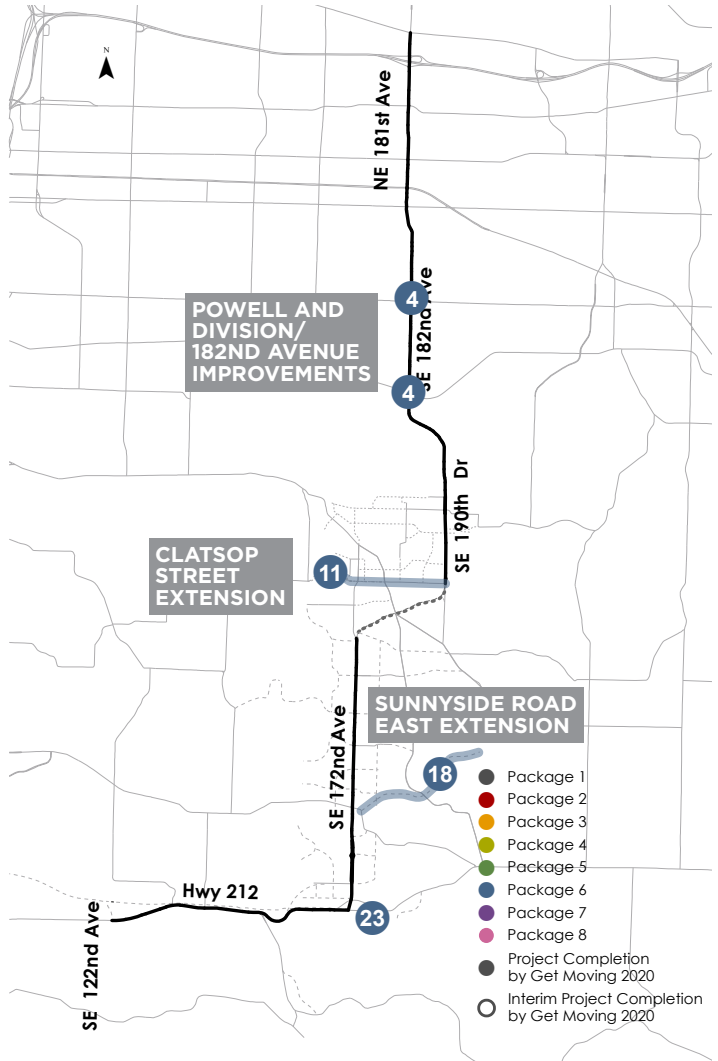 N
NE 181st Ave
4
SE 182nd Ave
POWELL AND
DIVISION/
182ND AVENUE
IMPROVEMENTS
4
SE 190th Dr
CLATSOP
STREET
EXTENSION
11
SUNNYSIDE ROAD
EAST EXTENSION
SE 172nd Ave
18
Package 1
Package 2
Package 3
Package 4
Package 5
Package 6
Package 7
Package 8
Project Completion
by Get Moving 2020
Interim Project Completion
by Get Moving 2020
Hwy 212
23
SE 122nd Ave